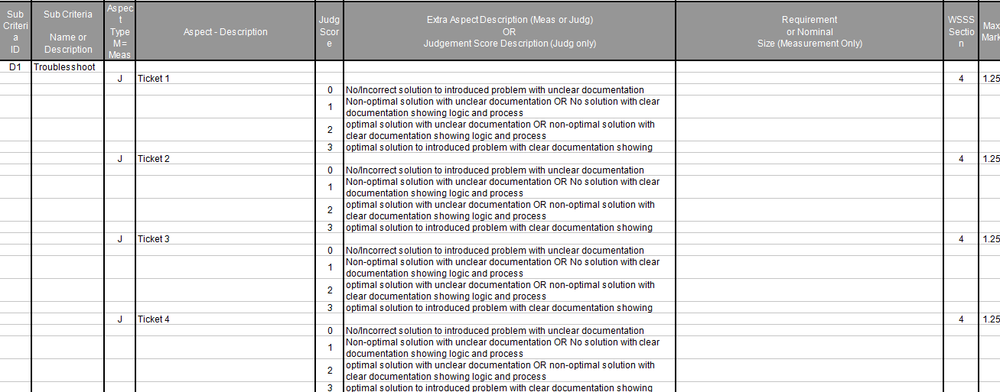 Sub
Criteri
a
ID
Sub Criteria
Name or
Description
Aspec
t
Type
M=
Meas
Aspect - Description
Judg
Scor
e
Extra Aspect Description (Meas or Judg)
OR
Judgement Score Description (Judg only)
Requirement
or Nominal
Size (Measurement Only)
WSSS
Sectio
n
Max
Mark
D1 Troubleshoot
J Ticket 1 4 1.25
0 No/Incorrect solution to introduced problem with unclear documentation
1 Non-optimal solution with unclear documentation OR No solution with clear
documentation showing logic and process
2 optimal solution with unclear documentation OR non-optimal solution with
clear documentation showing logic and process
3 optimal solution to introduced problem with clear documentation showing
J Ticket 2 4 1.25
0 No/Incorrect solution to introduced problem with unclear documentation
1 Non-optimal solution with unclear documentation OR No solution with clear
documentation showing logic and process
2 optimal solution with unclear documentation OR non-optimal solution with
clear documentation showing logic and process
3 optimal solution to introduced problem with clear documentation showing
J Ticket 3 4 1.25
0 No/Incorrect solution to introduced problem with unclear documentation
1 Non-optimal solution with unclear documentation OR No solution with clear
documentation showing logic and process
2 optimal solution with unclear documentation OR non-optimal solution with
clear documentation showing logic and process
3 optimal solution to introduced problem with clear documentation showing
J Ticket 4 4 1.25
0 No/Incorrect solution to introduced problem with unclear documentation
1 Non-optimal solution with unclear documentation OR No solution with clear
documentation showing logic and process
2 optimal solution with unclear documentation OR non-optimal solution with
clear documentation showing logic and process
3 optimal solution to introduced problem with clear documentation showing